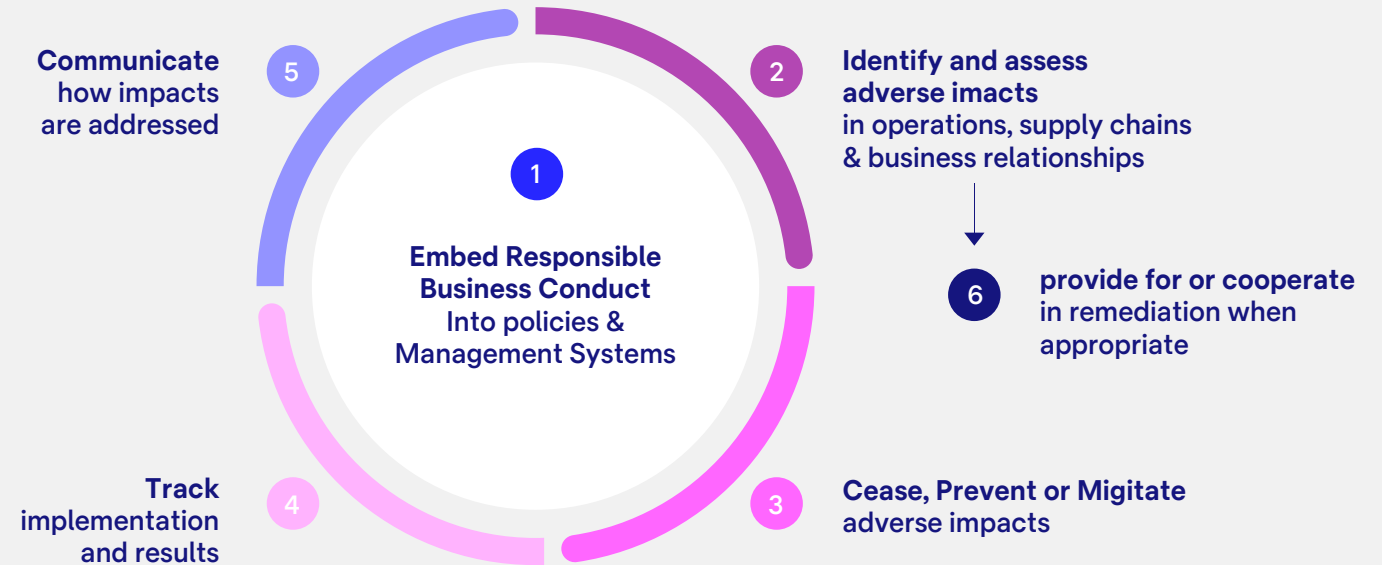 1
Embed Responsible
Business Conduct
Into policies &
Management Systems
2
Identify and assess
adverse imacts
in operations, supply chains
& business relationships
3
Cease, Prevent or Migitate
adverse impacts
4
Track
implementation
and results
5
Communicate
how impacts
are addressed
6
provide for or cooperate
in remediation when
appropriate